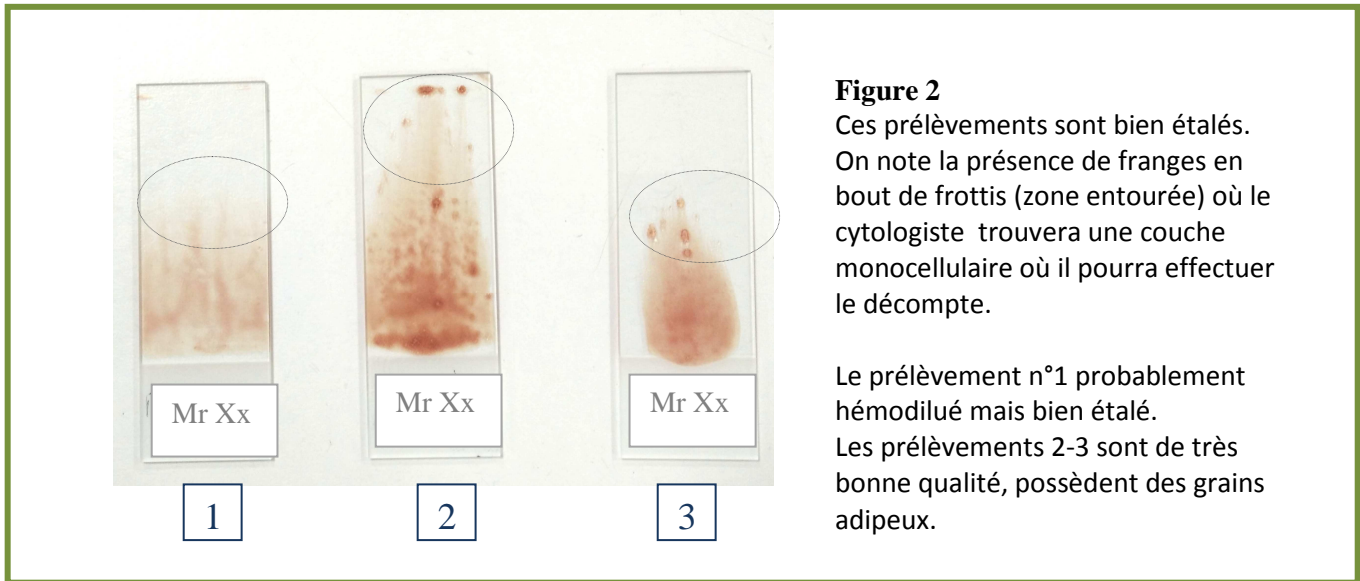 Mr Xx
Mr Xx
Mr Xx
1
2
3
Figure 2
Ces prélèvements sont bien étalés.
On note la présence de franges en
bout de frottis (zone entourée) où le
cytologiste trouvera une couche
monocellulaire où il pourra effectuer
le décompte.
Le prélèvement n°1 probablement
hémodilué mais bien étalé.
Les prélèvements 2-3 sont de très
bonne qualité, possèdent des grains
adipeux.